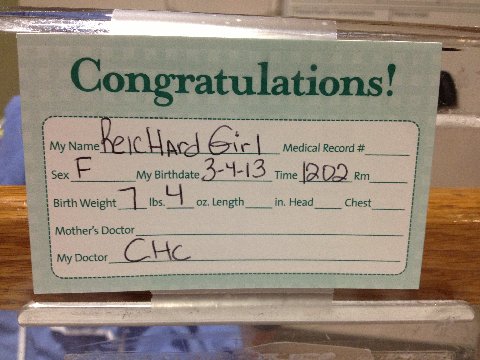 Congratulations!
My Name Reichard Girl Medical Record #
Sex F My Birthdate 3-4-13 Time 1202 Rm
Birth Weight 7 lbs. 4 oz. Length in. Head Chest
Mother's Doctor
My Doctor CHC